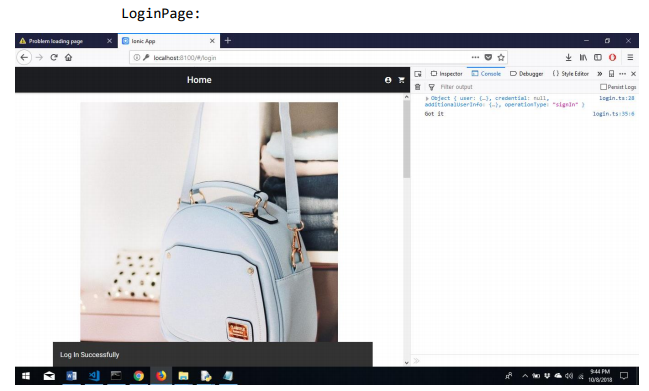 LoginPage:
Problem loading page
Ionic App
localhost:8100/#/login
Home
Inspector
Console
Debugger
{ } Style Editor
Filter output
Persist Logs
Object { user: {…}, credential: null,
login.ts:28
additionalUserInfo: {…}, operationType: "signIn" }
Got it
login.ts:35:6
Log In Successfully
9:44 PM
10/8/2018